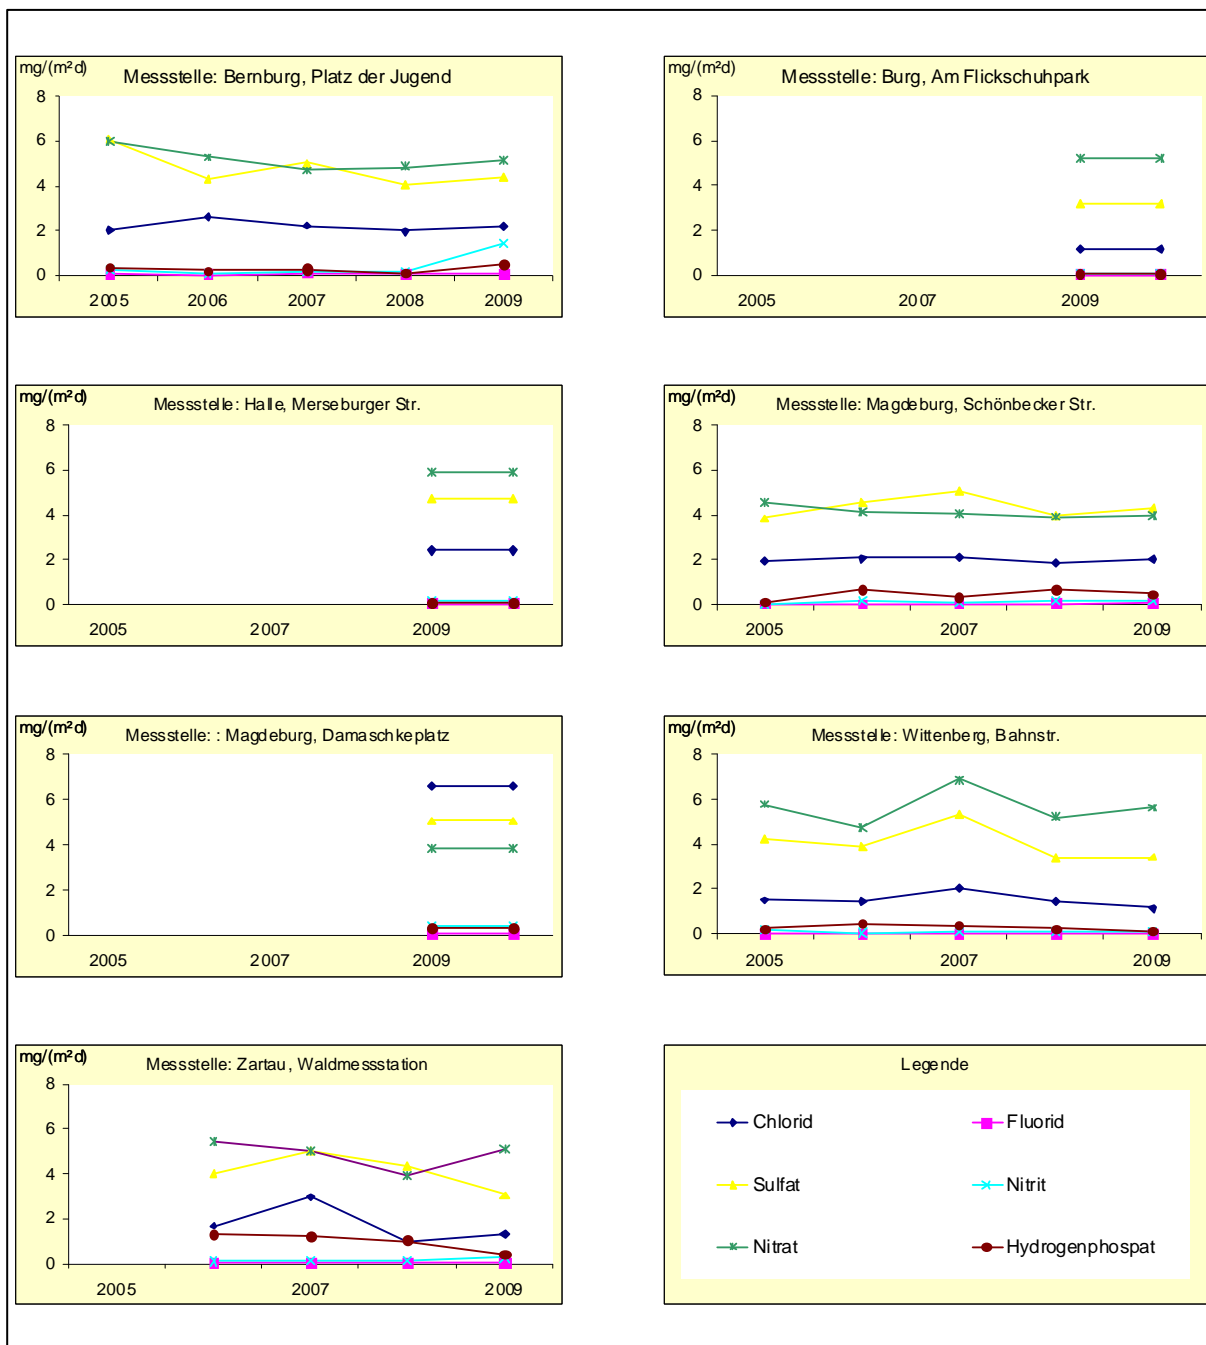 mg/(m²d)
Messstelle: Bernburg, Platz der Jugend
8
6
4
2
0
2005 2006 2007 2008 2009
mg/(m²d)
Messstelle: Burg, Am Flickschuhpark
8
6
4
2
0
2005 2007 2009
mg/(m²d)
Messstelle: Halle, Merseburger Str.
8
6
4
2
0
2005 2007 2009
mg/(m²d)
Messstelle: Magdeburg, Schönbecker Str.
8
6
4
2
0
2005 2007 2009
mg/(m²d)
Messstelle: : Magdeburg, Damaschkeplatz
8
6
4
2
0
2005 2007 2009
mg/(m²d)
Messstelle: Wittenberg, Bahnstr.
8
6
4
2
0
2005 2007 2009
mg/(m²d)
Messstelle: Zartau, Waldmessstation
8
6
4
2
0
2005 2007 2009
Legende
Chlorid Fluorid
Sulfat Nitrit
Nitrat Hydrogenphospat